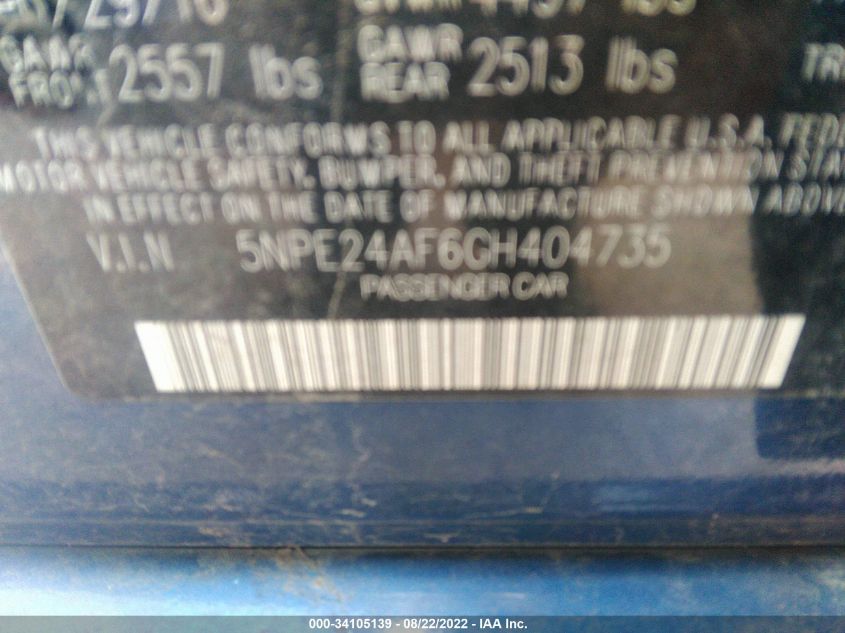 GAWR FRONT 2557 lbs GAWR REAR 2513 lbs
THIS VEHICLE CONFORMS TO ALL APPLICABLE U.S.A. FEDE
MOTOR VEHICLE SAFETY, BUMPER, AND THEFT PREVENTION STA
IN EFFECT ON THE DATE OF MANUFACTURE SHOWN ABOVE
V.I.N 5NPE24AF6GH404735
PASSENGER CAR
000-34105139 - 08/22/2022 - IAA Inc.